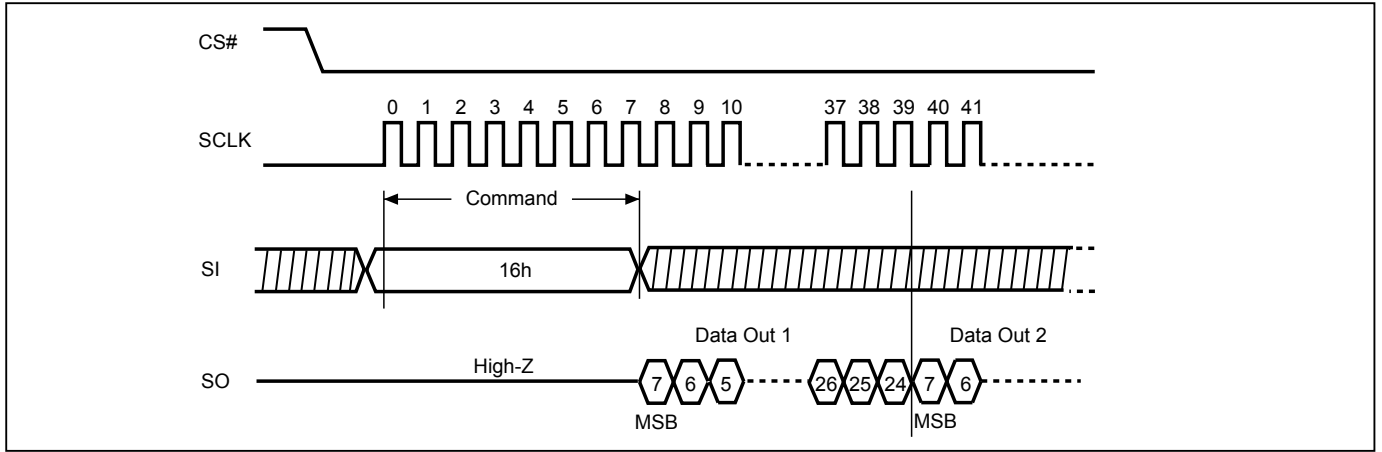 CS#
0 1 2 3 4 5 6 7 8 9 10 37 38 39 40 41
SCLK
Command
SI
16h
Data Out 1 Data Out 2
High-Z
SO
7 6 5 26 25 24 7 6
MSB MSB